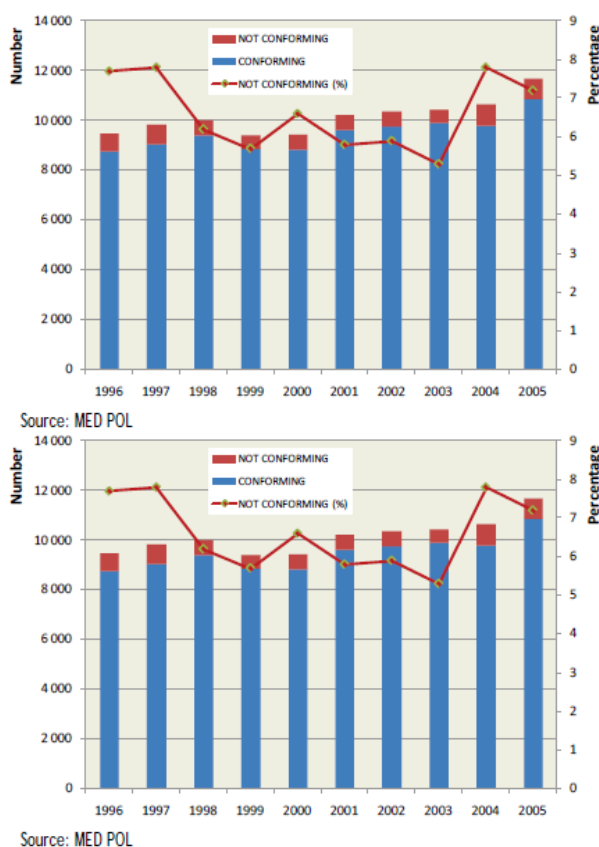 Number
Percentage
NOT CONFORMING
CONFORMING
NOT CONFORMING (%)
14 000
12 000
10 000
8 000
6 000
4 000
2 000
0
9
8
7
6
5
4
3
2
1
0
1996 1997 1998 1999 2000 2001 2002 2003 2004 2005
Source: MED POL
Number
Percentage
NOT CONFORMING
CONFORMING
NOT CONFORMING (%)
14 000
12 000
10 000
8 000
6 000
4 000
2 000
0
9
8
7
6
5
4
3
2
1
0
1996 1997 1998 1999 2000 2001 2002 2003 2004 2005
Source: MED POL